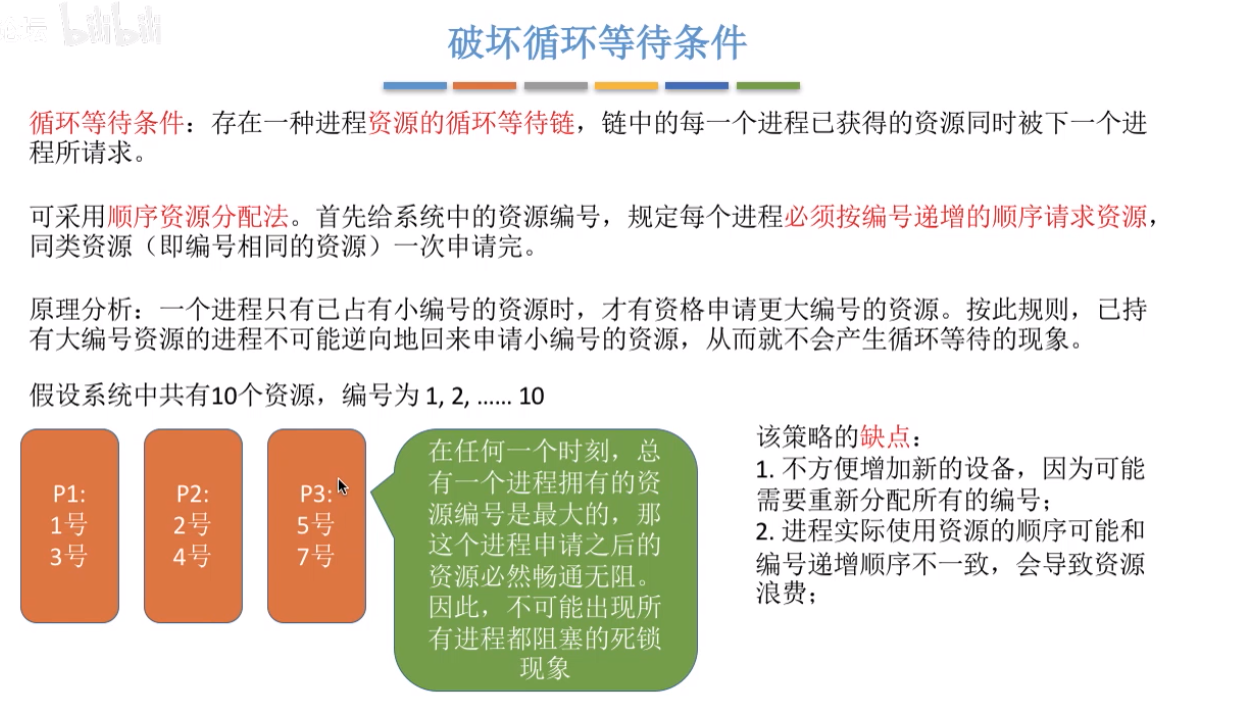 bilibili
破坏循环等待条件
循环等待条件：存在一种进程资源的循环等待链，链中的每一个进程已获得的资源同时被下一个进
程所请求。
可采用顺序资源分配法。首先给系统中的资源编号，规定每个进程必须按编号递增的顺序请求资源，
同类资源（即编号相同的资源）一次申请完。
原理分析：一个进程只有已占有小编号的资源时，才有资格申请更大编号的资源。按此规则，已持
有大编号资源的进程不可能逆向地回来申请小编号的资源，从而就不会产生循环等待的现象。
假设系统中共有10个资源，编号为 1, 2, …… 10
P1:
1号
3号
P2:
2号
4号
P3:
5号
7号
在任何一个时刻，总
有一个进程拥有的资
源编号是最大的，那
这个进程申请之后的
资源必然畅通无阻。
因此，不可能出现所
有进程都阻塞的死锁
现象
该策略的缺点：
1. 不方便增加新的设备，因为可能
需要重新分配所有的编号；
2. 进程实际使用资源的顺序可能和
编号递增顺序不一致，会导致资源
浪费；